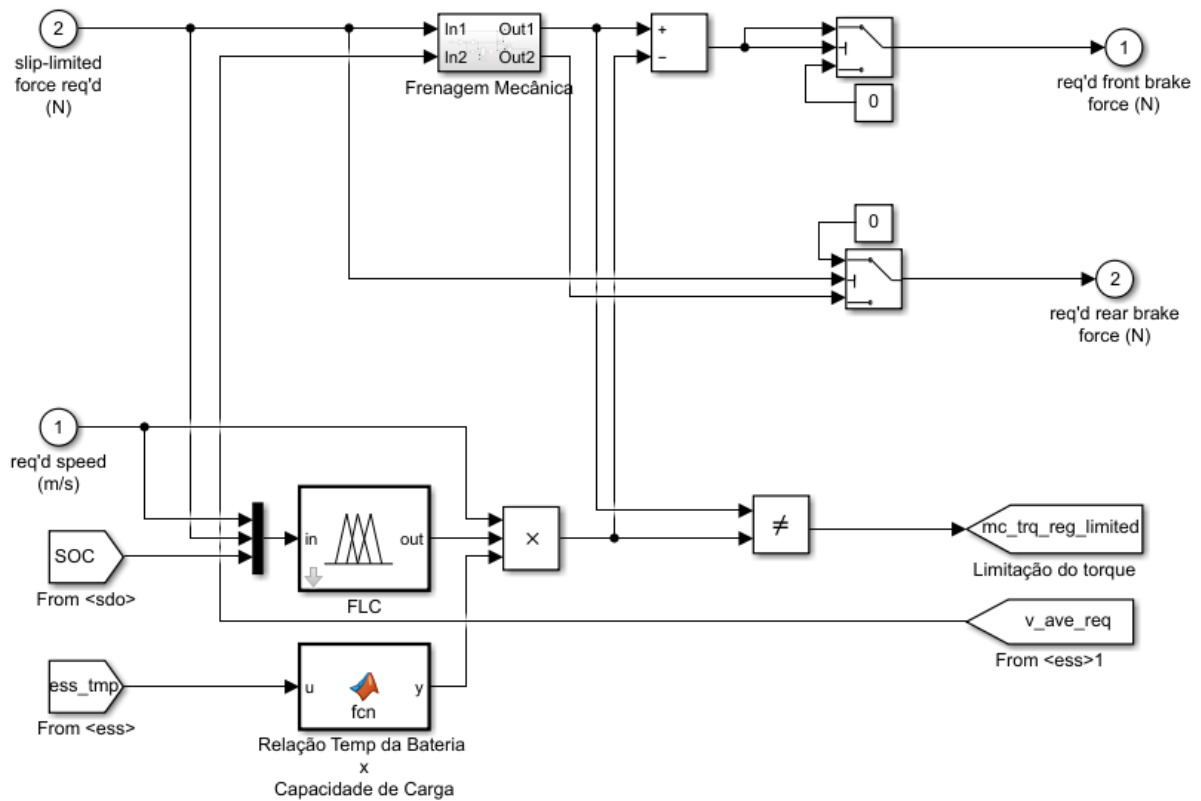 2
slip-limited
force req'd
(N)
In1
In2
Out1
Out2
Frenagem Mecânica
+
−
0
1
req'd front brake
force (N)
0
2
req'd rear brake
force (N)
1
req'd speed
(m/s)
SOC
From <sdo>
in
out
FLC
×
≠
mc_trq_reg_limited
Limitação do torque
v_ave_req
From <ess>1
ess_tmp
From <ess>
u
fcn
y
Relação Temp da Bateria
x
Capacidade de Carga